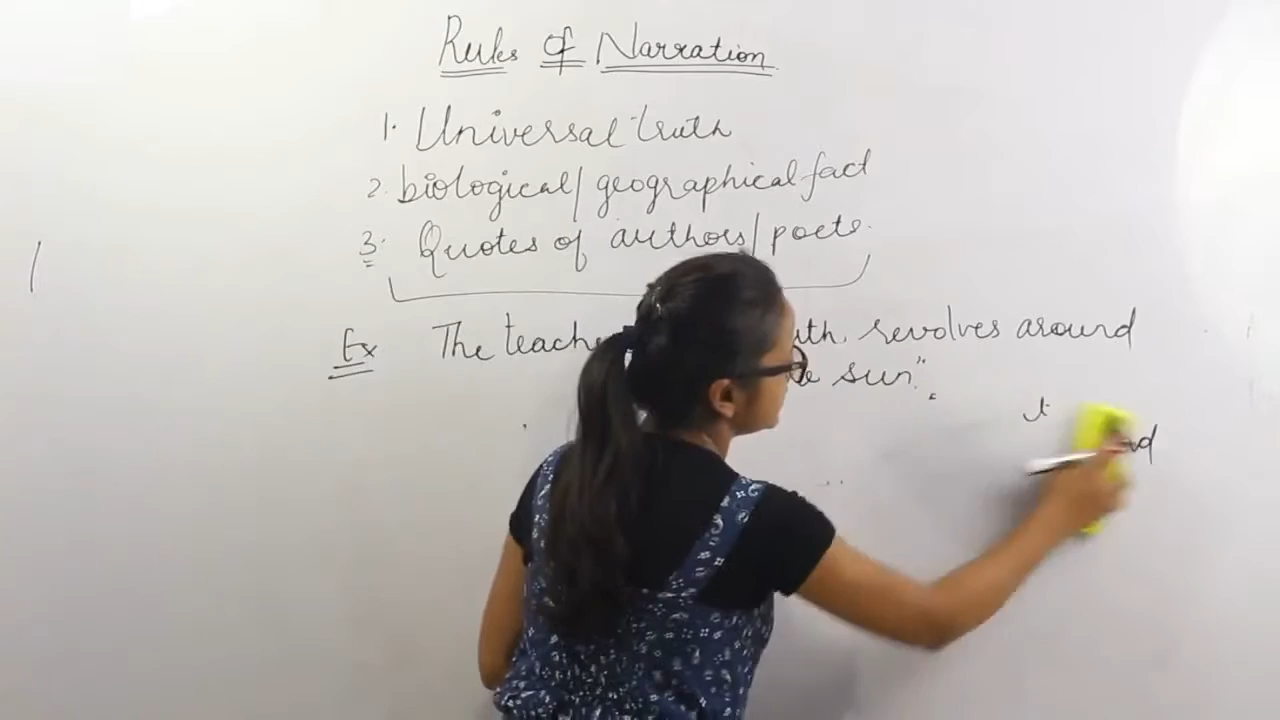 Rules of Narration
1. Universal truth
2. biological/geographical fact
3. Quotes of authors/poets.
Ex The teache uth revolves around
sun".